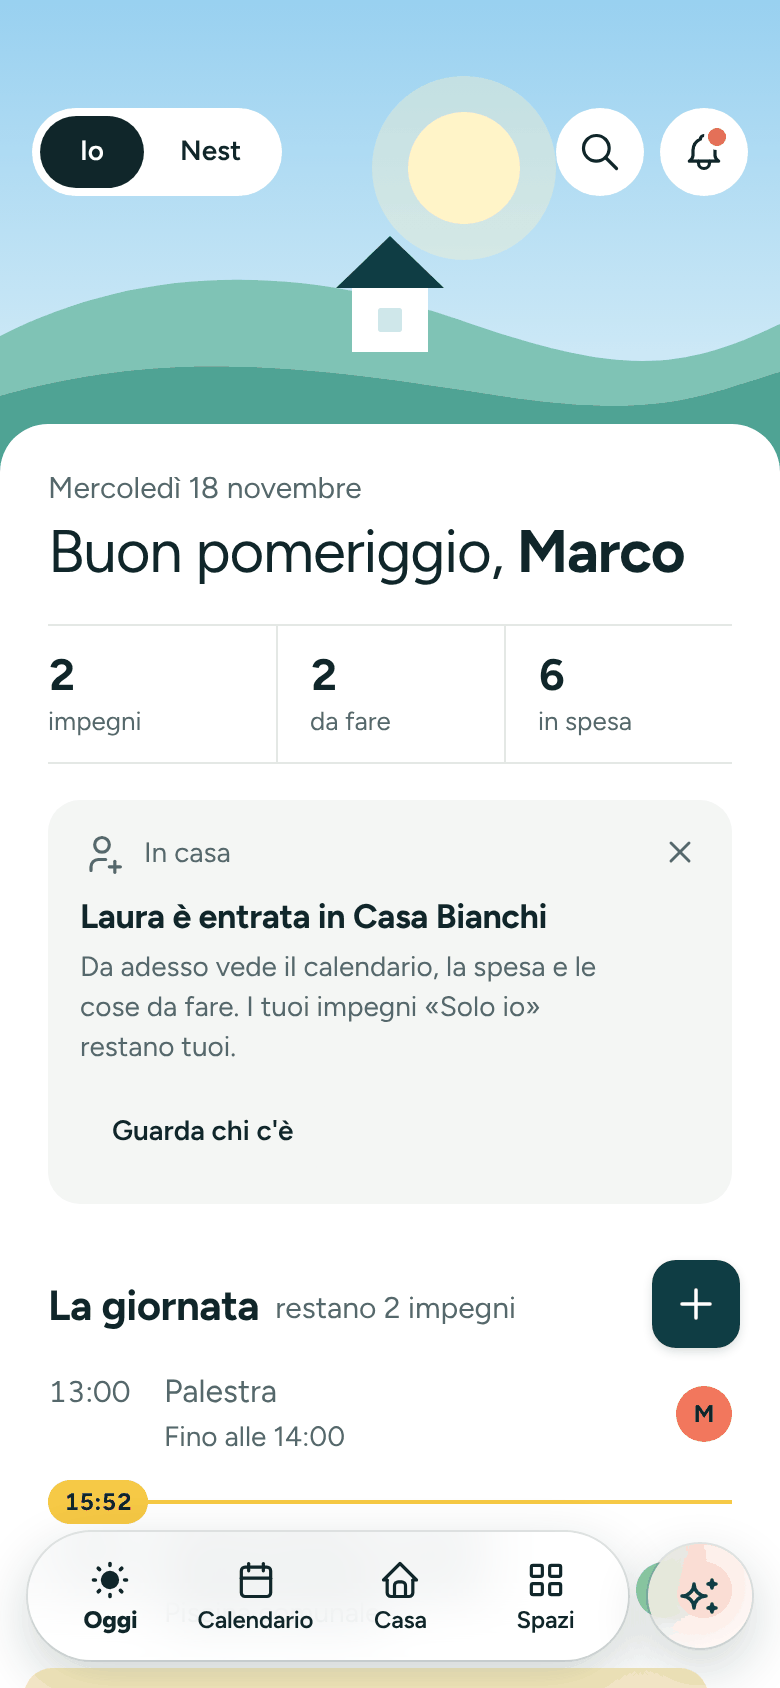 Io
Nest
Mercoledì 18 novembre
Buon pomeriggio, Marco
2
impegni
2
da fare
6
in spesa
In casa
Laura è entrata in Casa Bianchi
Da adesso vede il calendario, la spesa e le
cose da fare. I tuoi impegni «Solo io»
restano tuoi.
Guarda chi c'è
La giornata restano 2 impegni
13:00 Palestra
Fino alle 14:00
M
15:52
Oggi
Calendario
Casa
Spazi